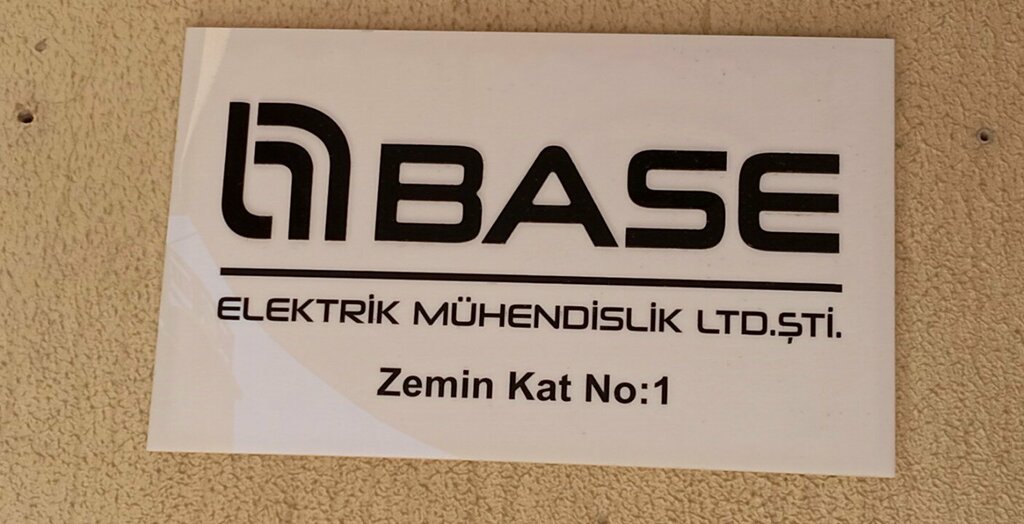 BASE
ELEKTRİK MÜHENDİSLİK LTD.ŞTİ.
Zemin Kat No:1